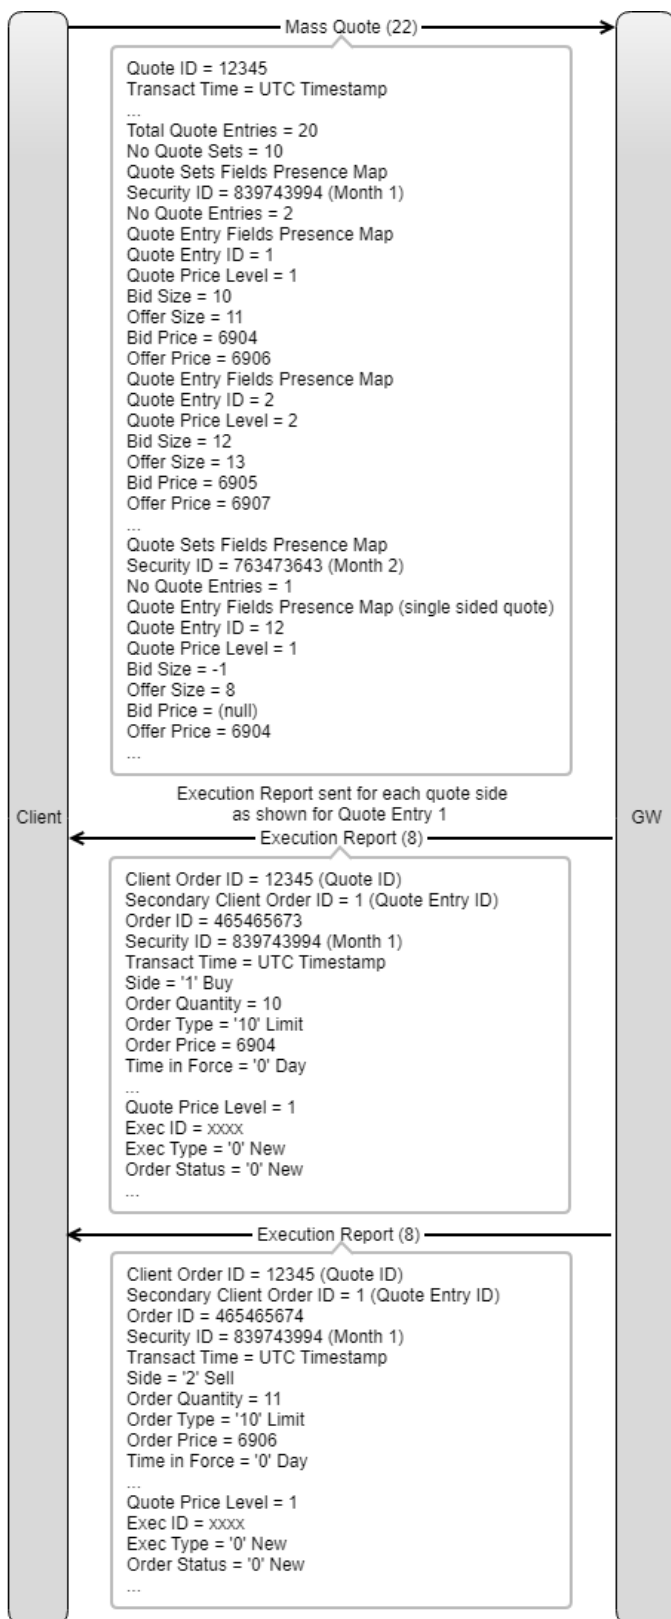 Mass Quote (22)
Quote ID = 12345
Transact Time = UTC Timestamp
...
Total Quote Entries = 20
No Quote Sets = 10
Quote Sets Fields Presence Map
Security ID = 839743994 (Month 1)
No Quote Entries = 2
Quote Entry Fields Presence Map
Quote Entry ID = 1
Quote Price Level = 1
Bid Size = 10
Offer Size = 11
Bid Price = 6904
Offer Price = 6906
Quote Entry Fields Presence Map
Quote Entry ID = 2
Quote Price Level = 2
Bid Size = 12
Offer Size = 13
Bid Price = 6905
Offer Price = 6907
...
Quote Sets Fields Presence Map
Security ID = 763473643 (Month 2)
No Quote Entries = 1
Quote Entry Fields Presence Map (single sided quote)
Quote Entry ID = 12
Quote Price Level = 1
Bid Size = -1
Offer Size = 8
Bid Price = (null)
Offer Price = 6904
...
Execution Report sent for each quote side
as shown for Quote Entry 1
Client
GW
Execution Report (8)
Client Order ID = 12345 (Quote ID)
Secondary Client Order ID = 1 (Quote Entry ID)
Order ID = 465465673
Security ID = 839743994 (Month 1)
Transact Time = UTC Timestamp
Side = '1' Buy
Order Quantity = 10
Order Type = '10' Limit
Order Price = 6904
Time in Force = '0' Day
...
Quote Price Level = 1
Exec ID = xxxx
Exec Type = '0' New
Order Status = '0' New
...
Execution Report (8)
Client Order ID = 12345 (Quote ID)
Secondary Client Order ID = 1 (Quote Entry ID)
Order ID = 465465674
Security ID = 839743994 (Month 1)
Transact Time = UTC Timestamp
Side = '2' Sell
Order Quantity = 11
Order Type = '10' Limit
Order Price = 6906
Time in Force = '0' Day
...
Quote Price Level = 1
Exec ID = xxxx
Exec Type = '0' New
Order Status = '0' New
...